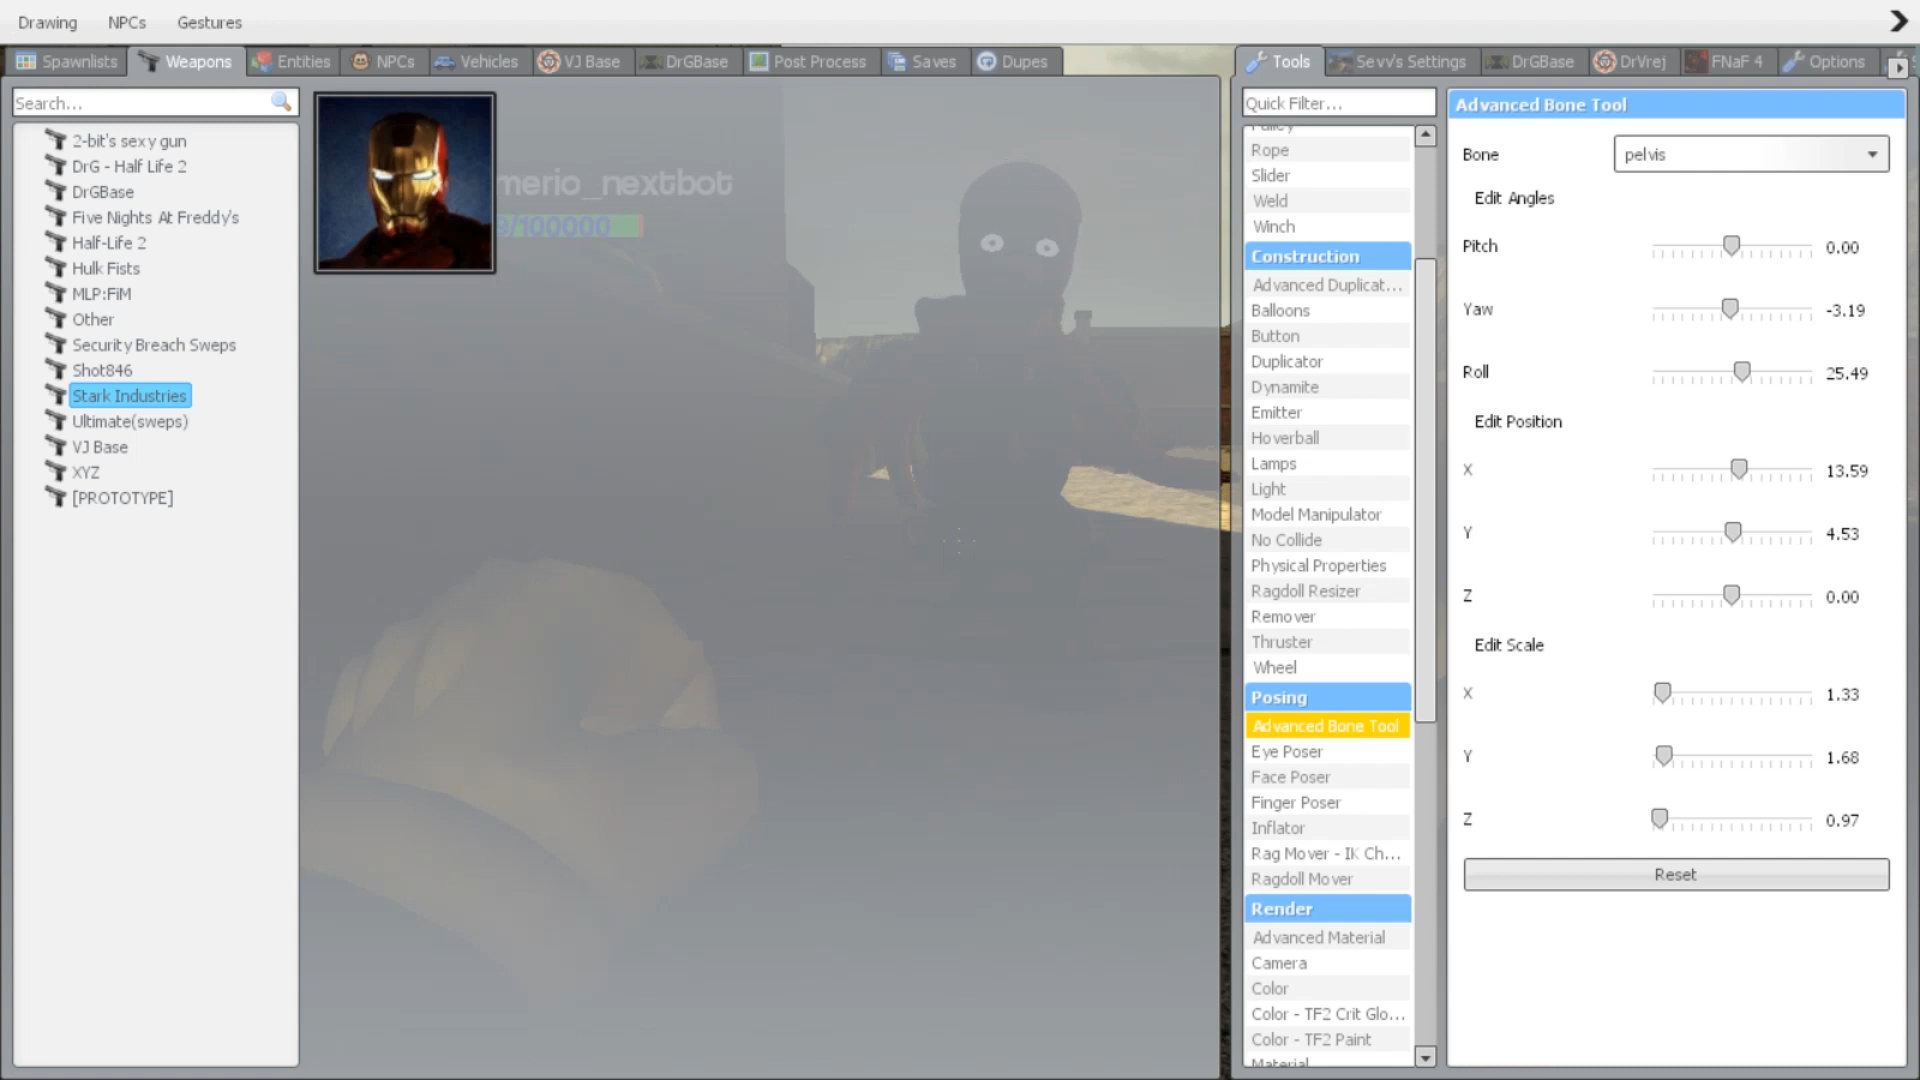 Drawing NPCs Gestures
Spawnlists Weapons Entities NPCs Vehicles VJ Base DrGBase Post Process Saves Dupes
Tools Sevv's Settings DrGBase DrVrej FNaF 4 Options
Search...
2-bit's sexy gun
DrG - Half Life 2
DrGBase
Five Nights At Freddy's
Half-Life 2
Hulk Fists
MLP:FiM
Other
Security Breach Sweps
Shot846
Stark Industries
Ultimate(sweps)
VJ Base
XYZ
[PROTOTYPE]
merio_nextbot
/100000
Quick Filter...
Pulley
Rope
Slider
Weld
Winch
Construction
Advanced Duplicat...
Balloons
Button
Duplicator
Dynamite
Emitter
Hoverball
Lamps
Light
Model Manipulator
No Collide
Physical Properties
Ragdoll Resizer
Remover
Thruster
Wheel
Posing
Advanced Bone Tool
Eye Poser
Face Poser
Finger Poser
Inflator
Rag Mover - IK Ch...
Ragdoll Mover
Render
Advanced Material
Camera
Color
Color - TF2 Crit Glo...
Color - TF2 Paint
Material
Advanced Bone Tool
Bone pelvis
Edit Angles
Pitch 0.00
Yaw -3.19
Roll 25.49
Edit Position
X 13.59
Y 4.53
Z 0.00
Edit Scale
X 1.33
Y 1.68
Z 0.97
Reset